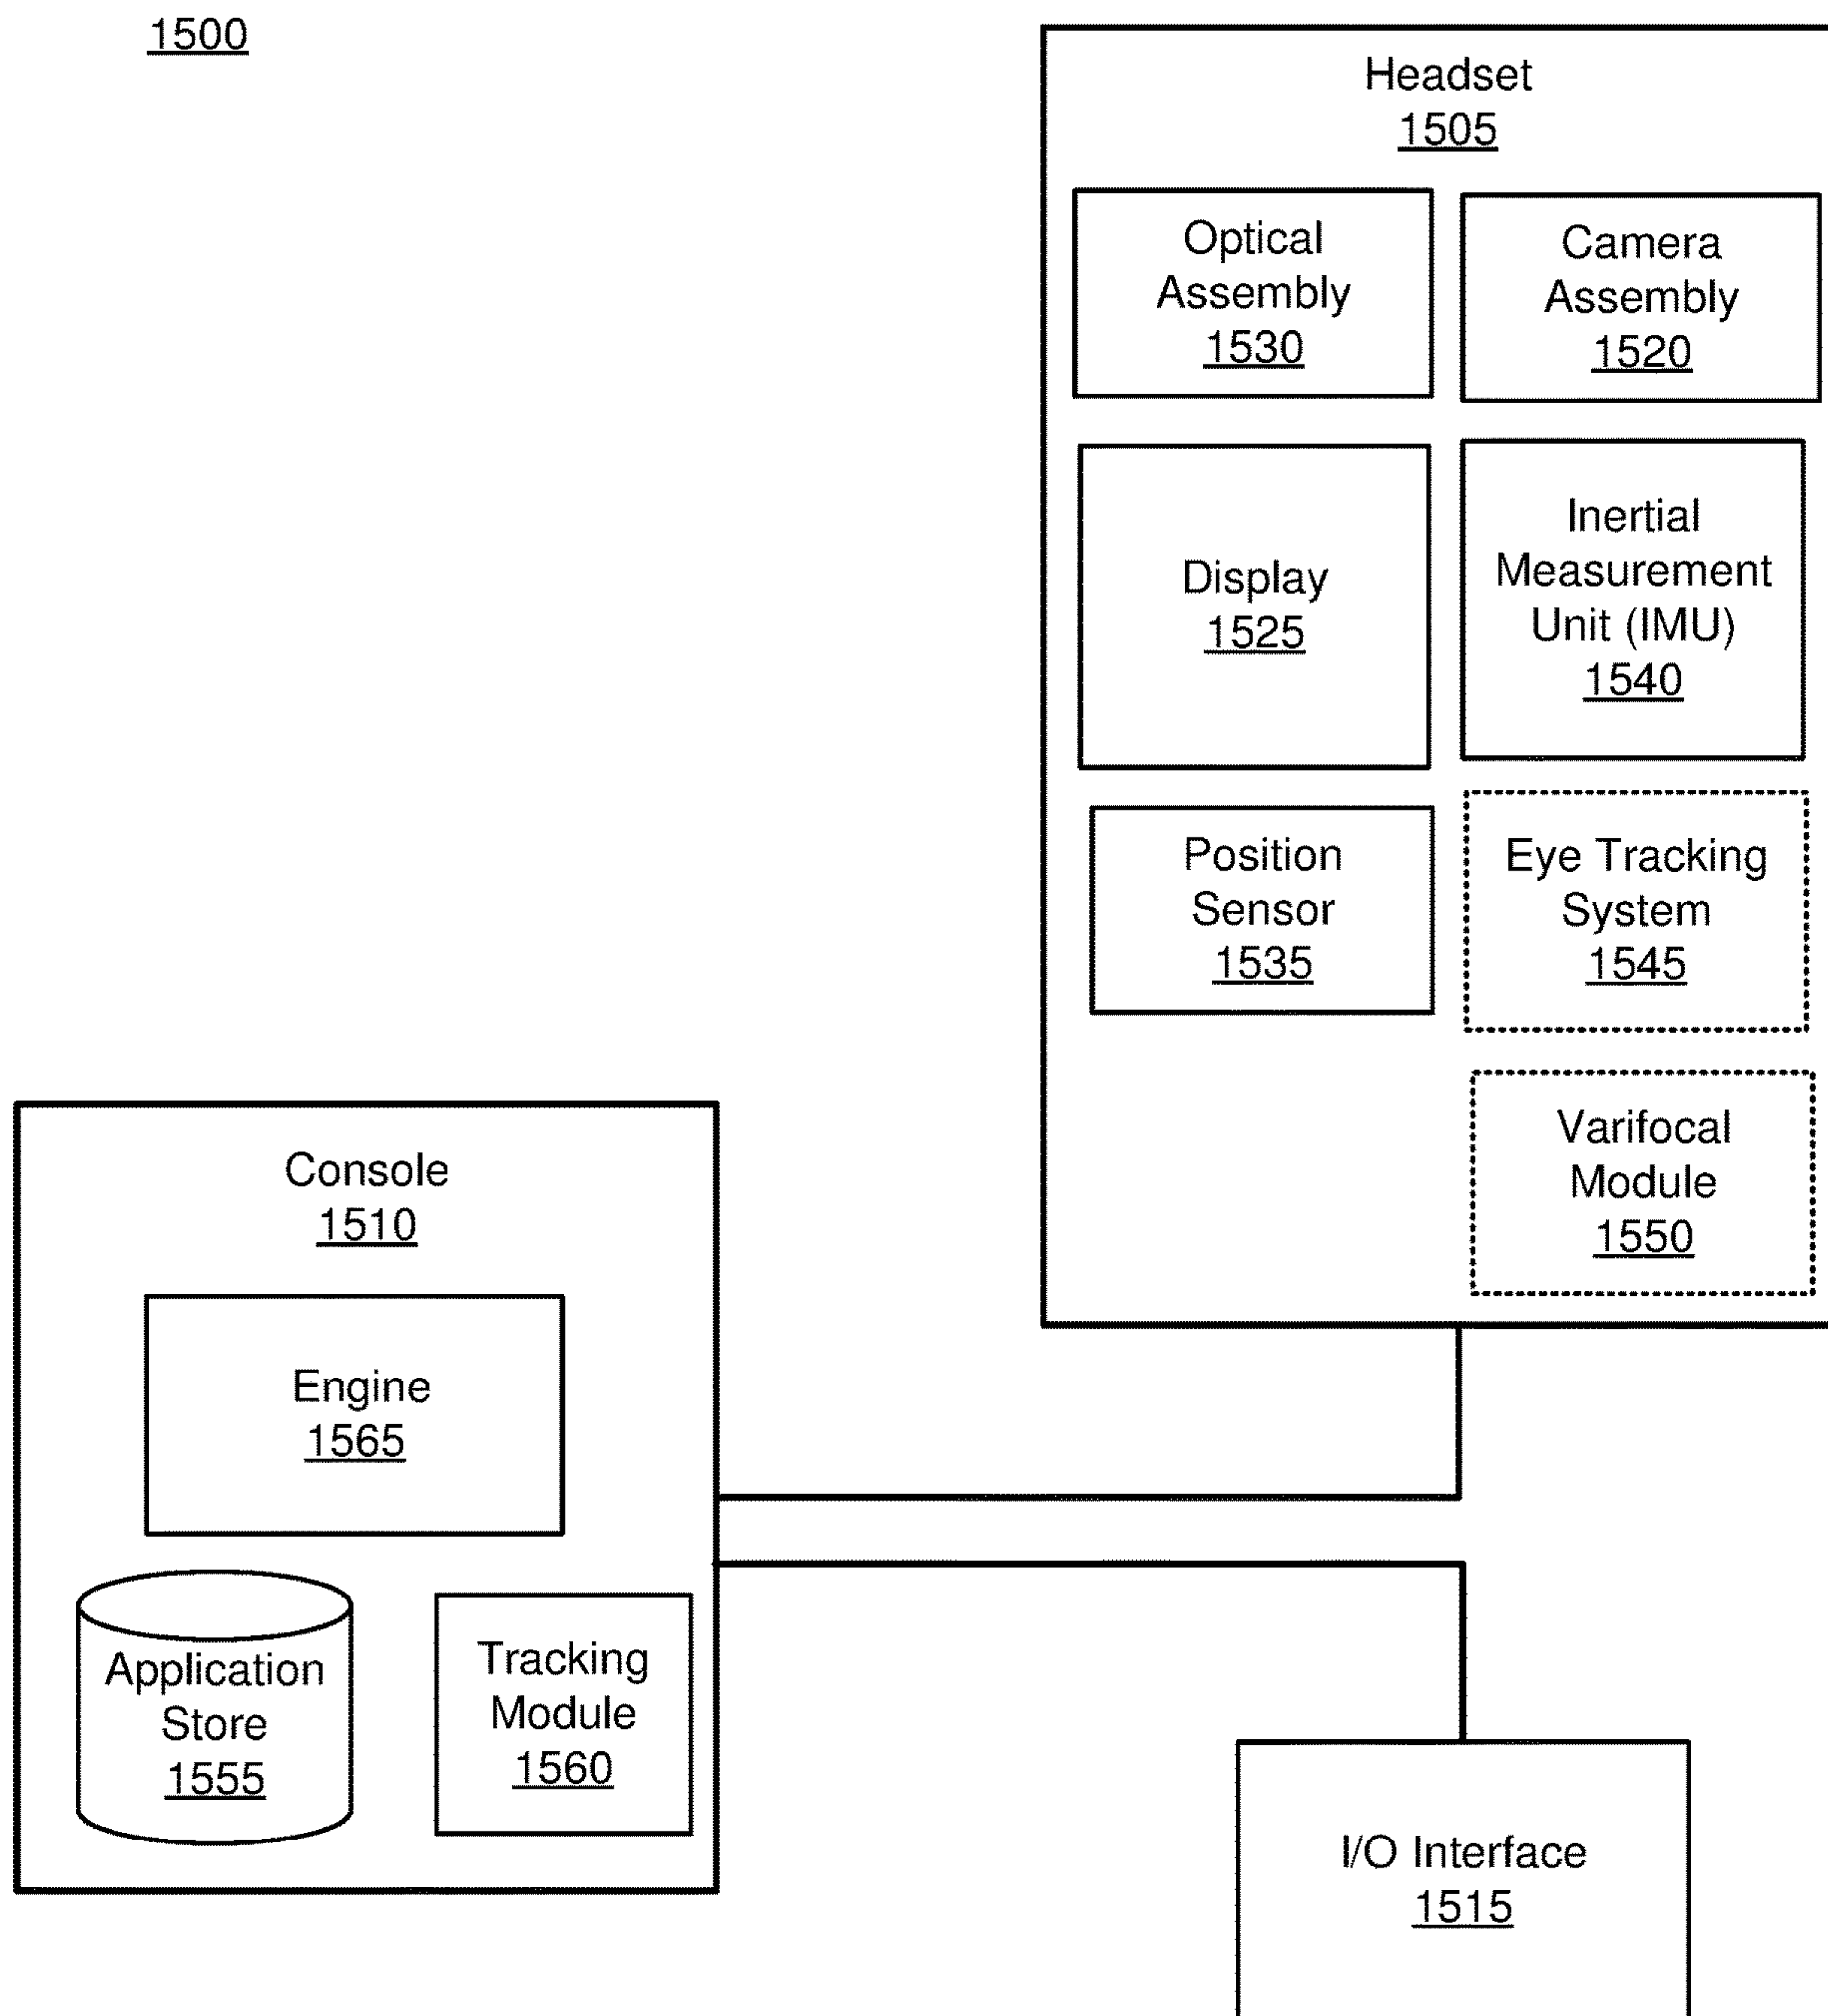 1500
Headset
1505
Optical
Assembly
1530
Camera
Assembly
1520
Display
1525
Inertial
Measurement
Unit (IMU)
1540
Position
Sensor
1535
Eye Tracking
System
1545
Varifocal
Module
1550
Console
1510
Engine
1565
Application
Store
1555
Tracking
Module
1560
I/O Interface
1515